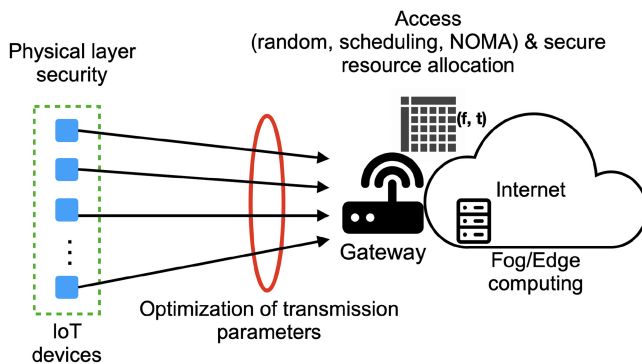 Access
(random, scheduling, NOMA) & secure
resource allocation
Physical layer
security
(f, t)
Internet
Gateway
Fog/Edge
computing
Optimization of transmission
parameters
IoT
devices